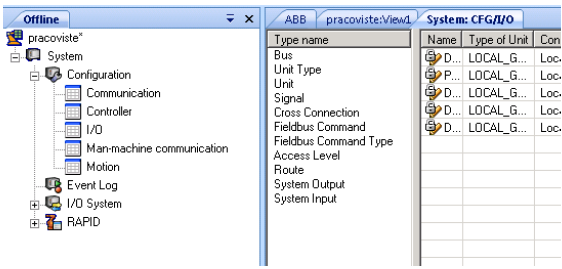 Offline
pracoviste*
System
Configuration
Communication
Controller
I/O
Man-machine communication
Motion
Event Log
I/O System
RAPID
ABB
pracoviste:View1
System: CFG/I/O
Type name
Bus
Unit Type
Unit
Signal
Cross Connection
Fieldbus Command
Fieldbus Command Type
Access Level
Route
System Output
System Input
Name Type of Unit Con
D... LOCAL_G... Loc
P... LOCAL_G... Loc
D... LOCAL_G... Loc
D... LOCAL_G... Loc
D... LOCAL_G... Loc